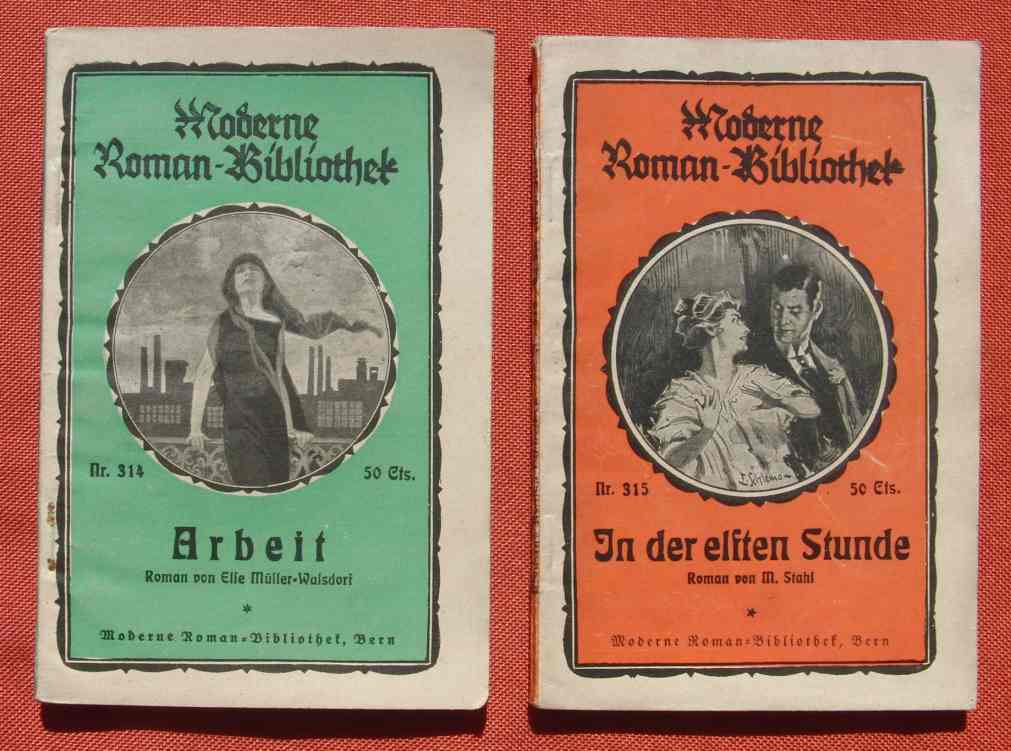 Moderne
Roman-Bibliothek
Nr. 314
50 Cts.
Arbeit
Roman von Else Müller-Walsdorf
*
Moderne Roman-Bibliothek, Bern
Moderne
Roman-Bibliothek
Nr. 315
50 Cts.
In der elften Stunde
Roman von M. Stahl
*
Moderne Roman-Bibliothek, Bern